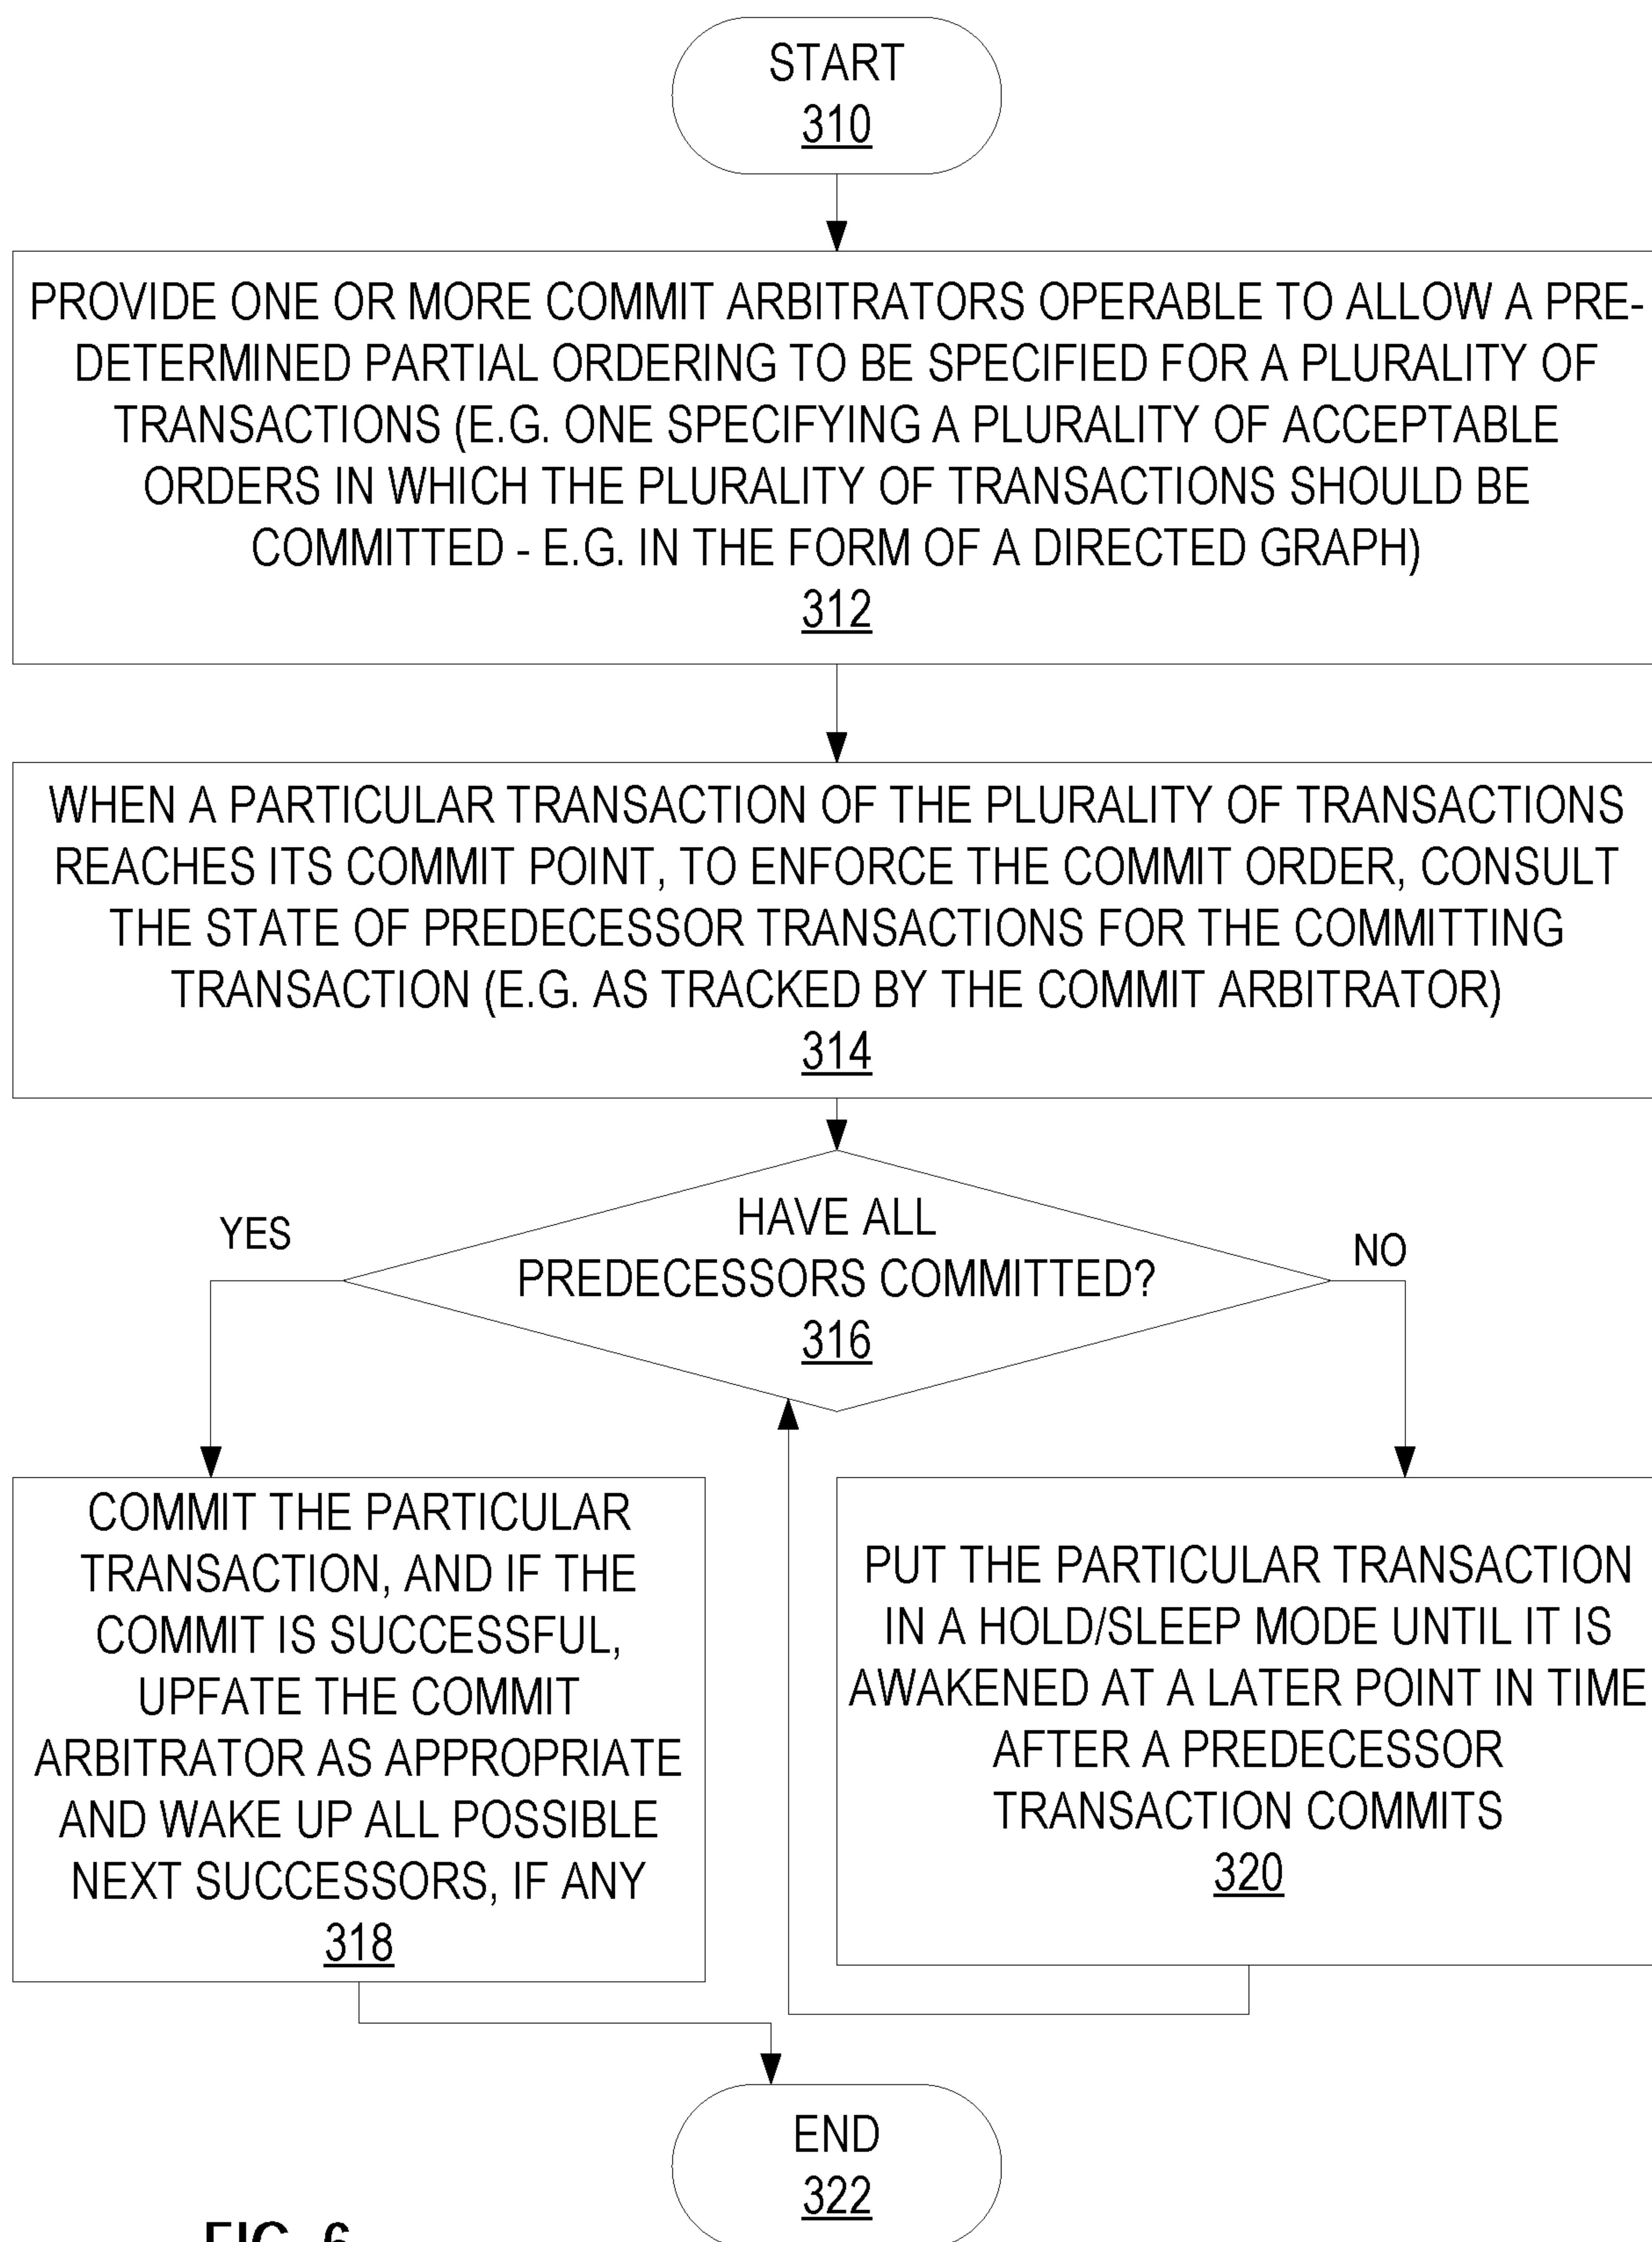 START
310
PROVIDE ONE OR MORE COMMIT ARBITRATORS OPERABLE TO ALLOW A PRE-
DETERMINED PARTIAL ORDERING TO BE SPECIFIED FOR A PLURALITY OF
TRANSACTIONS (E.G. ONE SPECIFYING A PLURALITY OF ACCEPTABLE
ORDERS IN WHICH THE PLURALITY OF TRANSACTIONS SHOULD BE
COMMITTED - E.G. IN THE FORM OF A DIRECTED GRAPH)
312
WHEN A PARTICULAR TRANSACTION OF THE PLURALITY OF TRANSACTIONS
REACHES ITS COMMIT POINT, TO ENFORCE THE COMMIT ORDER, CONSULT
THE STATE OF PREDECESSOR TRANSACTIONS FOR THE COMMITTING
TRANSACTION (E.G. AS TRACKED BY THE COMMIT ARBITRATOR)
314
HAVE ALL
PREDECESSORS COMMITTED?
316
YES
NO
COMMIT THE PARTICULAR
TRANSACTION, AND IF THE
COMMIT IS SUCCESSFUL,
UPFATE THE COMMIT
ARBITRATOR AS APPROPRIATE
AND WAKE UP ALL POSSIBLE
NEXT SUCCESSORS, IF ANY
318
PUT THE PARTICULAR TRANSACTION
IN A HOLD/SLEEP MODE UNTIL IT IS
AWAKENED AT A LATER POINT IN TIME
AFTER A PREDECESSOR
TRANSACTION COMMITS
320
END
322
FIG. 6